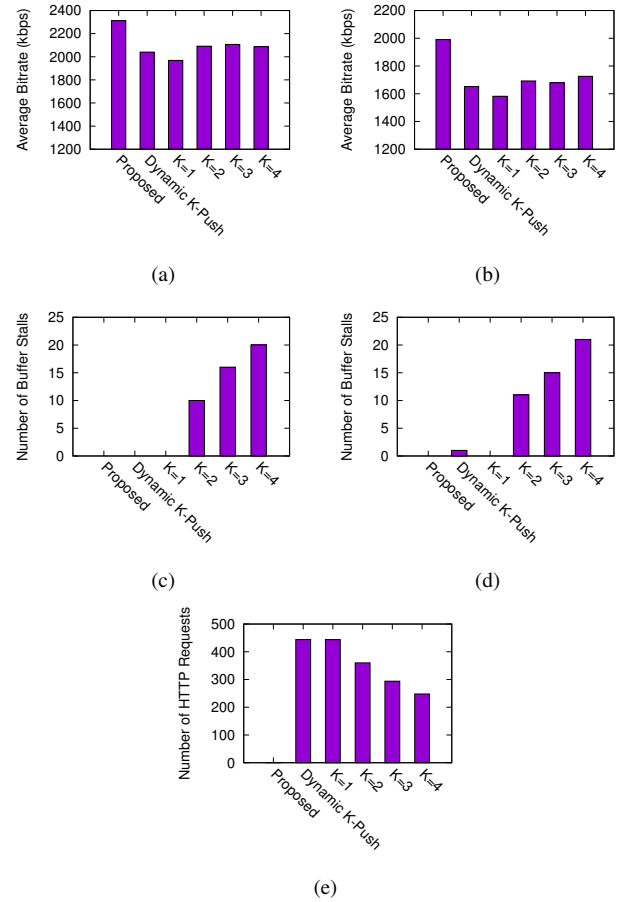 2400
2200
2000
1800
1600
1400
1200
Average Bitrate (kbps)
Proposed
Dynamic K-Push
K=1
K=2
K=3
K=4
(a)
2200
2000
1800
1600
1400
1200
Average Bitrate (kbps)
Proposed
Dynamic K-Push
K=1
K=2
K=3
K=4
(b)
25
20
15
10
5
0
Number of Buffer Stalls
Proposed
Dynamic K-Push
K=1
K=2
K=3
K=4
(c)
25
20
15
10
5
0
Number of Buffer Stalls
Proposed
Dynamic K-Push
K=1
K=2
K=3
K=4
(d)
500
400
300
200
100
0
Number of HTTP Requests
Proposed
Dynamic K-Push
K=1
K=2
K=3
K=4
(e)